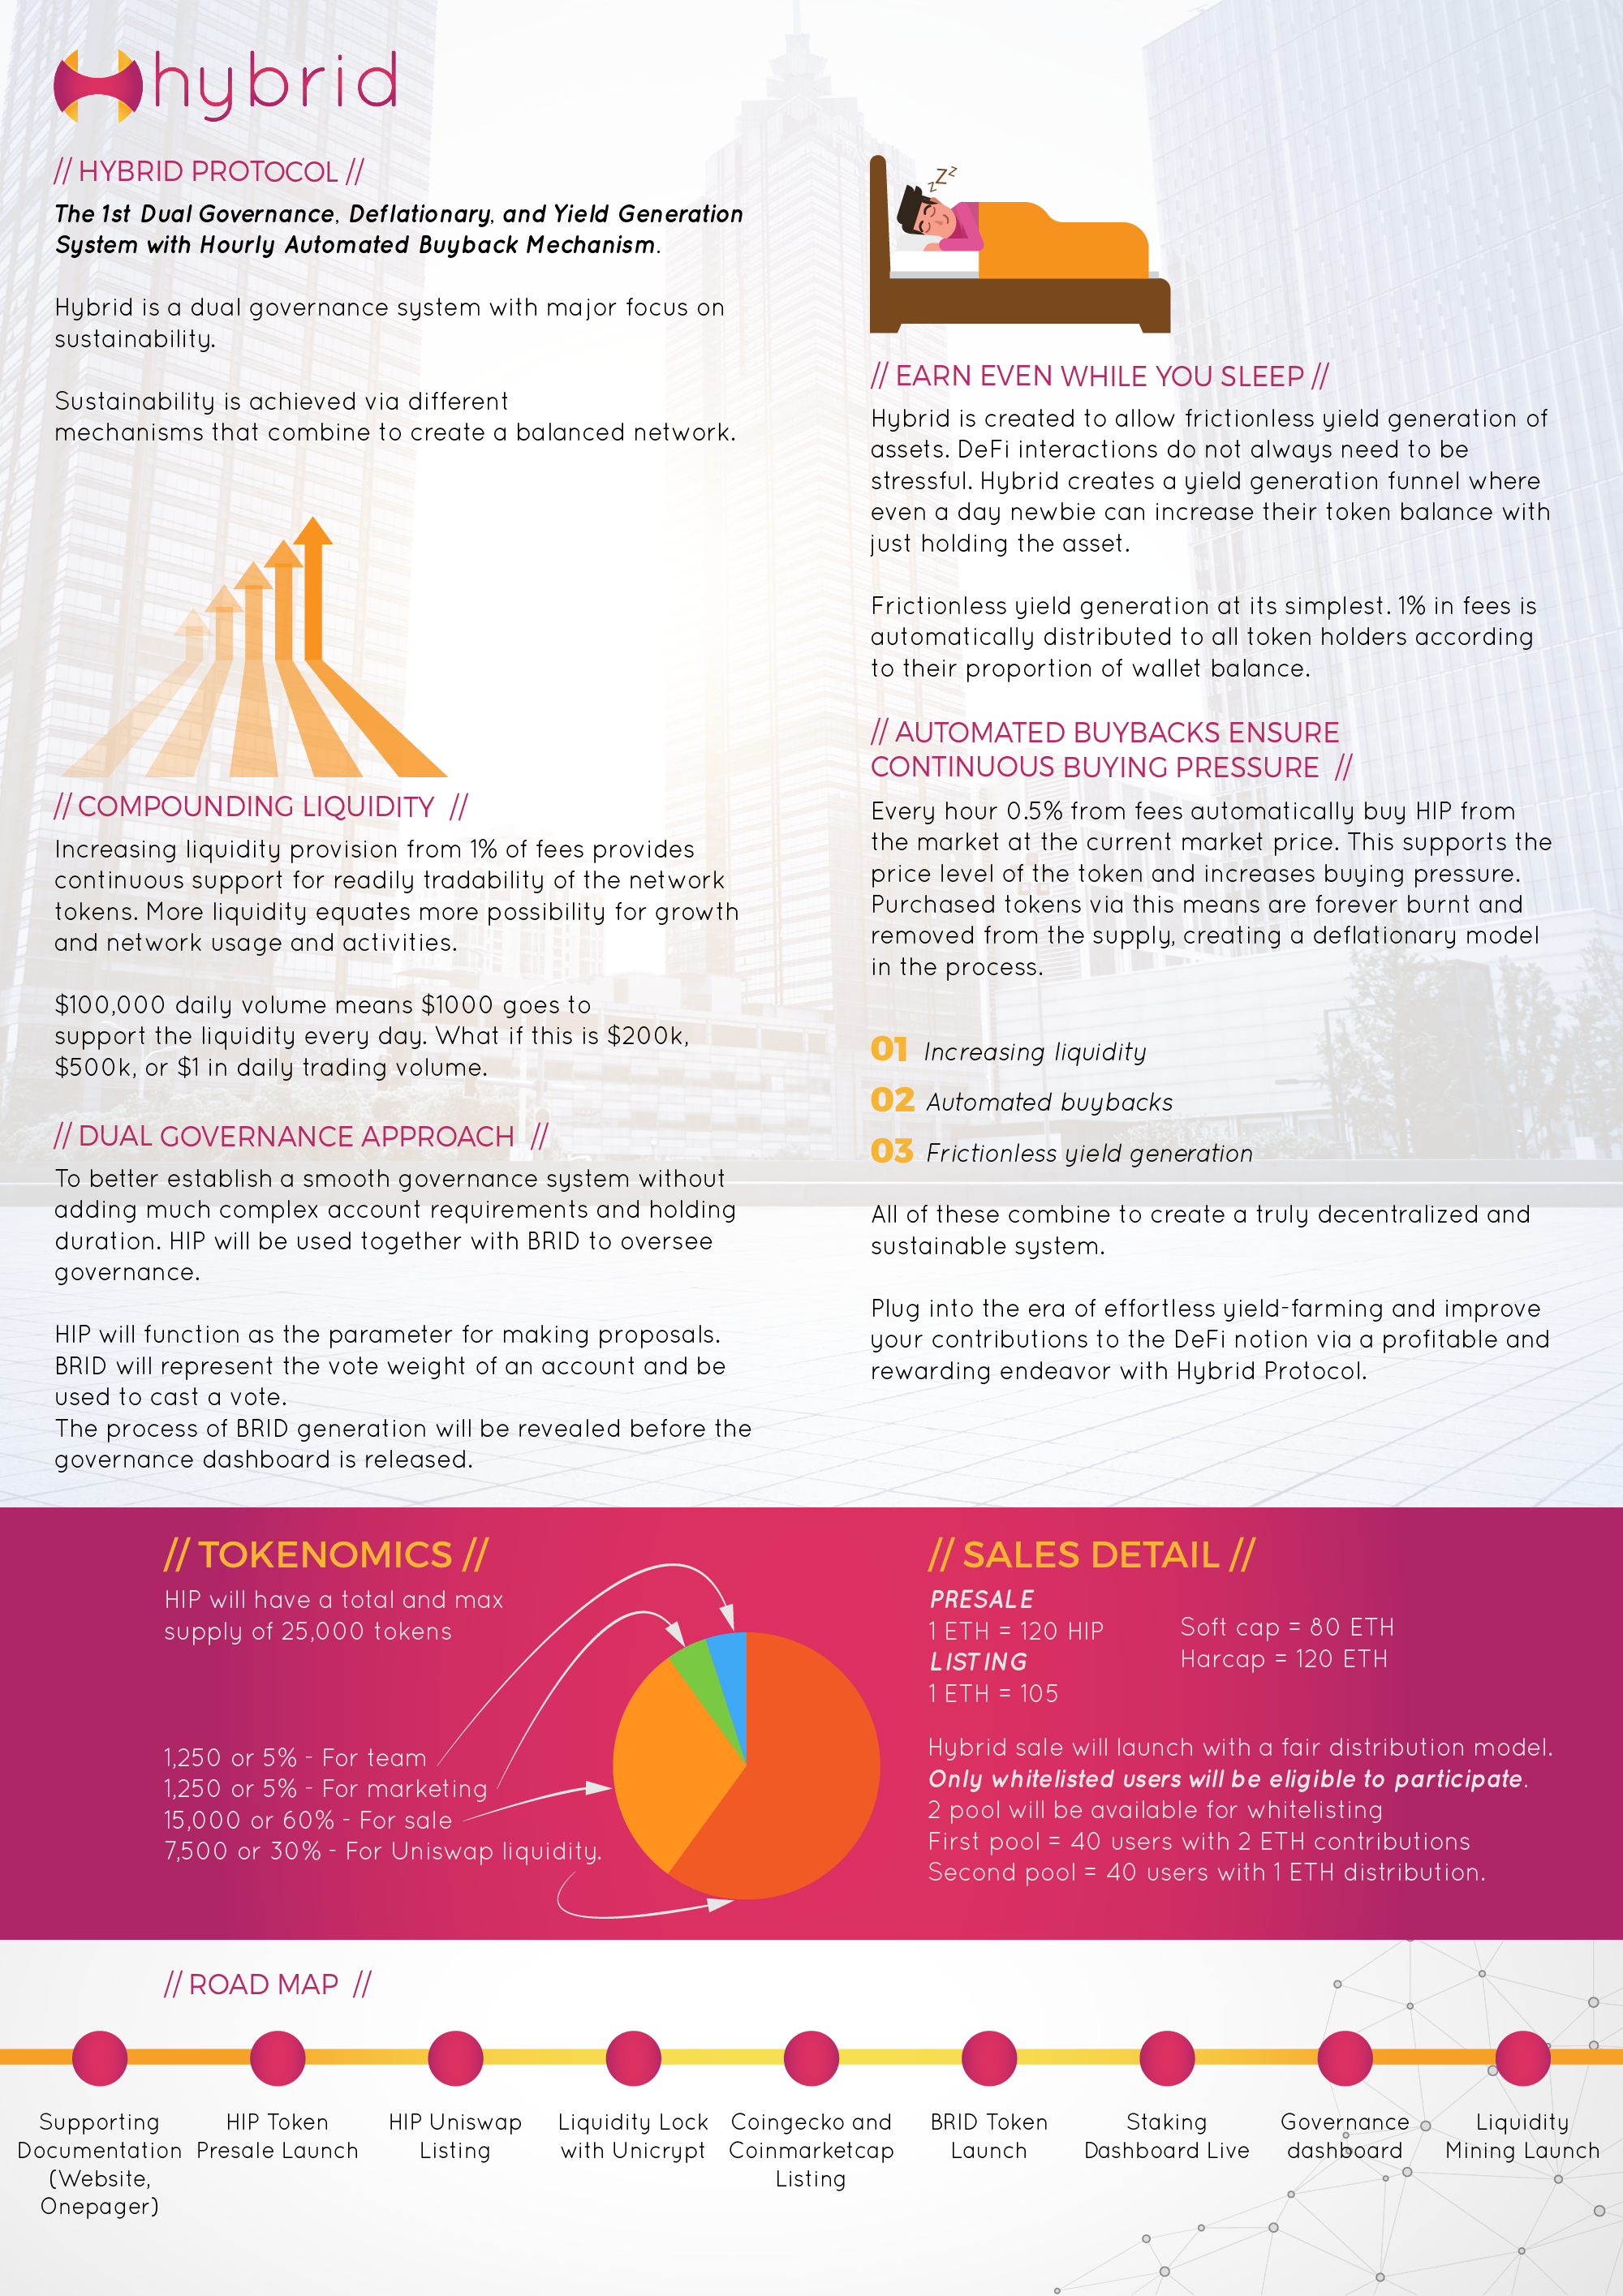 hybrid
// HYBRID PROTOCOL //
The 1st Dual Governance, Deflationary, and Yield Generation
System with Hourly Automated Buyback Mechanism.
Hybrid is a dual governance system with major focus on
sustainability.
Sustainability is achieved via different
mechanisms that combine to create a balanced network.
// COMPOUNDING LIQUIDITY //
Increasing liquidity provision from 1% of fees provides
continuous support for readily tradability of the network
tokens. More liquidity equates more possibility for growth
and network usage and activities.
$100,000 daily volume means $1000 goes to
support the liquidity every day. What if this is $200k,
$500k, or $1 in daily trading volume.
// DUAL GOVERNANCE APPROACH //
To better establish a smooth governance system without
adding much complex account requirements and holding
duration. HIP will be used together with BRID to oversee
governance.
HIP will function as the parameter for making proposals.
BRID will represent the vote weight of an account and be
used to cast a vote.
The process of BRID generation will be revealed before the
governance dashboard is released.
z Z z
// EARN EVEN WHILE YOU SLEEP //
Hybrid is created to allow frictionless yield generation of
assets. DeFi interactions do not always need to be
stressful. Hybrid creates a yield generation funnel where
even a day newbie can increase their token balance with
just holding the asset.
Frictionless yield generation at its simplest. 1% in fees is
automatically distributed to all token holders according
to their proportion of wallet balance.
// AUTOMATED BUYBACKS ENSURE
CONTINUOUS BUYING PRESSURE //
Every hour 0.5% from fees automatically buy HIP from
the market at the current market price. This supports the
price level of the token and increases buying pressure.
Purchased tokens via this means are forever burnt and
removed from the supply, creating a deflationary model
in the process.
01 Increasing liquidity
02 Automated buybacks
03 Frictionless yield generation
All of these combine to create a truly decentralized and
sustainable system.
Plug into the era of effortless yield-farming and improve
your contributions to the DeFi notion via a profitable and
rewarding endeavor with Hybrid Protocol.
// TOKENOMICS //
HIP will have a total and max
supply of 25,000 tokens
1,250 or 5% - For team
1,250 or 5% - For marketing
15,000 or 60% - For sale
7,500 or 30% - For Uniswap liquidity.
// SALES DETAIL //
PRESALE
1 ETH = 120 HIP
LISTING
1 ETH = 105
Soft cap = 80 ETH
Harcap = 120 ETH
Hybrid sale will launch with a fair distribution model.
Only whitelisted users will be eligible to participate.
2 pool will be available for whitelisting
First pool = 40 users with 2 ETH contributions
Second pool = 40 users with 1 ETH distribution.
// ROAD MAP //
Supporting
Documentation
(Website,
Onepager)
HIP Token
Presale Launch
HIP Uniswap
Listing
Liquidity Lock
with Unicrypt
Coingecko and
Coinmarketcap
Listing
BRID Token
Launch
Staking
Dashboard Live
Governance
dashboard
Liquidity
Mining Launch